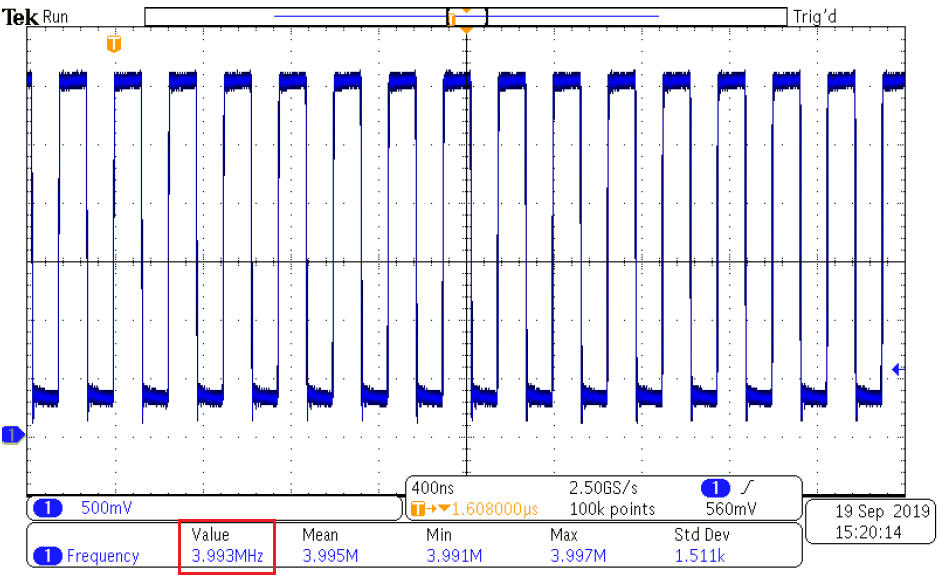 Tek Run Trig'd
T
T
1
400ns 2.50GS/s 1
1 500mV T→▼1.608000µs 100k points 560mV
19 Sep 2019
15:20:14
Value Mean Min Max Std Dev
1 Frequency 3.993MHz 3.995M 3.991M 3.997M 1.511k